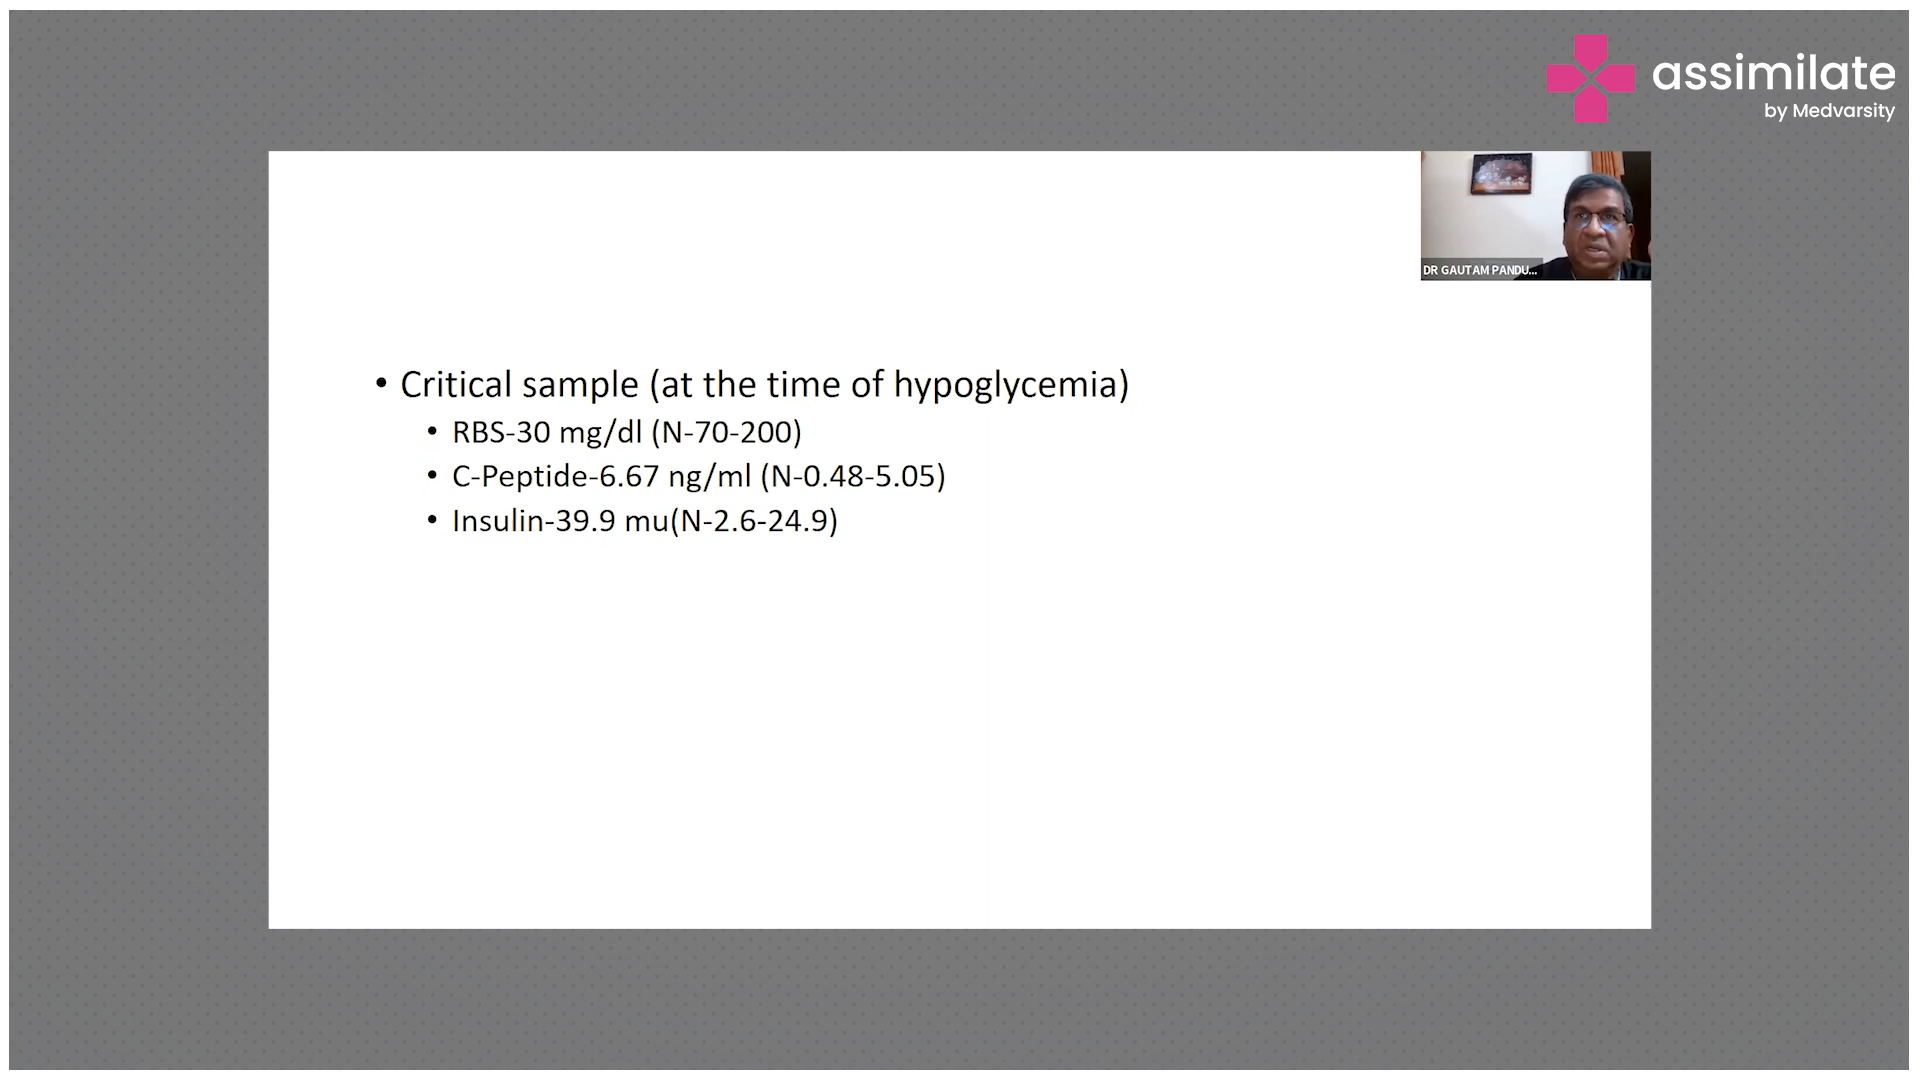 assimilate
by Medvarsity
DR GAUTAM PANDU...
• Critical sample (at the time of hypoglycemia)
• RBS-30 mg/dl (N-70-200)
• C-Peptide-6.67 ng/ml (N-0.48-5.05)
• Insulin-39.9 mu(N-2.6-24.9)